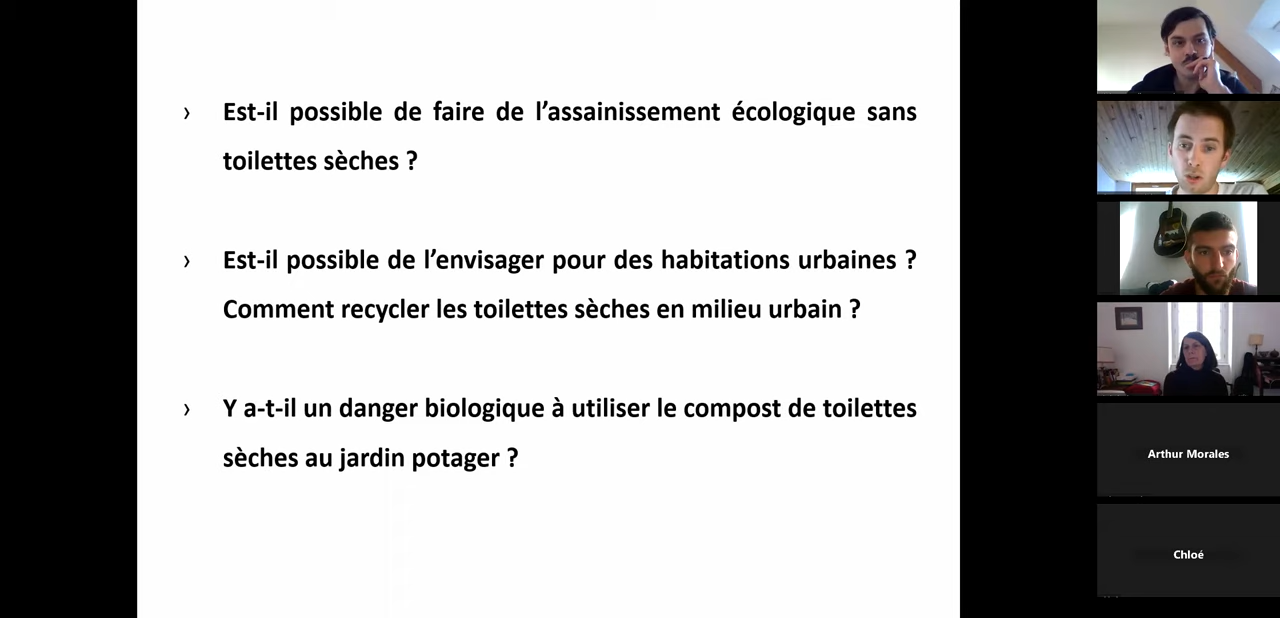 › Est-il possible de faire de l’assainissement écologique sans
toilettes sèches ?
› Est-il possible de l’envisager pour des habitations urbaines ?
Comment recycler les toilettes sèches en milieu urbain ?
› Y a-t-il un danger biologique à utiliser le compost de toilettes
sèches au jardin potager ?
Arthur Morales
Chloé